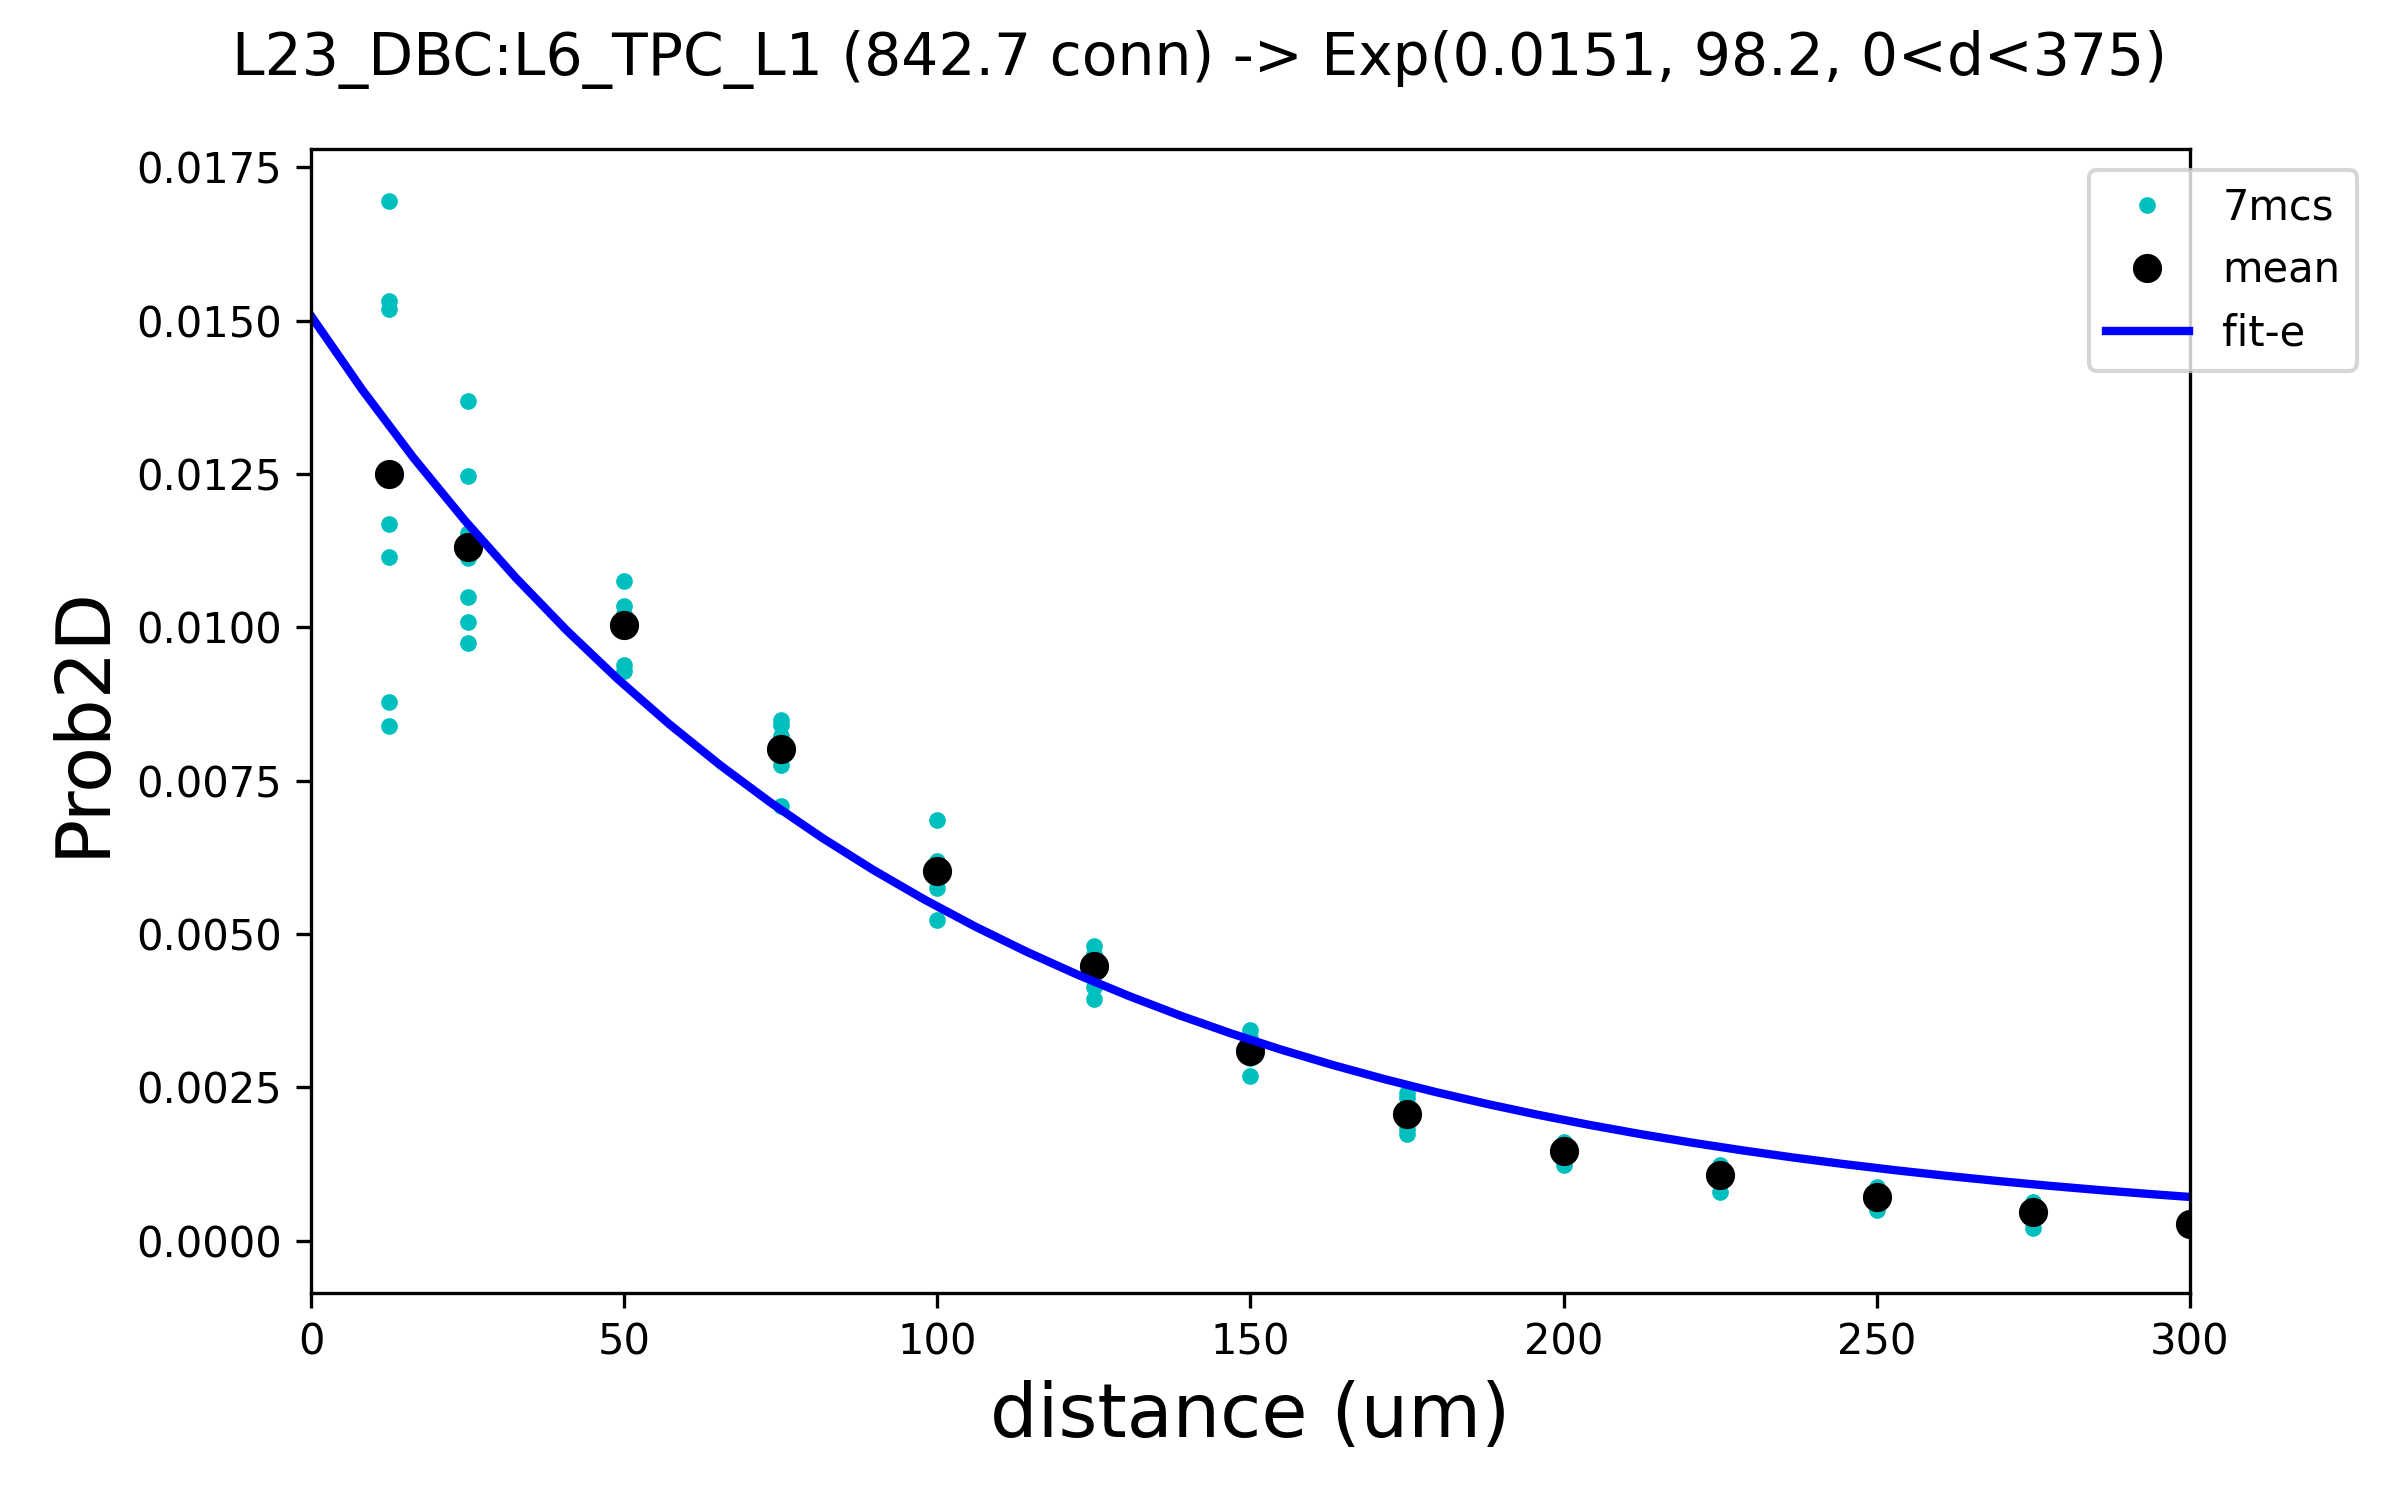 L23_DBC:L6_TPC_L1 (842.7 conn) -> Exp(0.0151, 98.2, 0<d<375)
7mcs
mean
fit-e
0.0175
0.0150
0.0125
0.0100
0.0075
0.0050
0.0025
0.0000
Prob2D
0 50 100 150 200 250 300
distance (um)